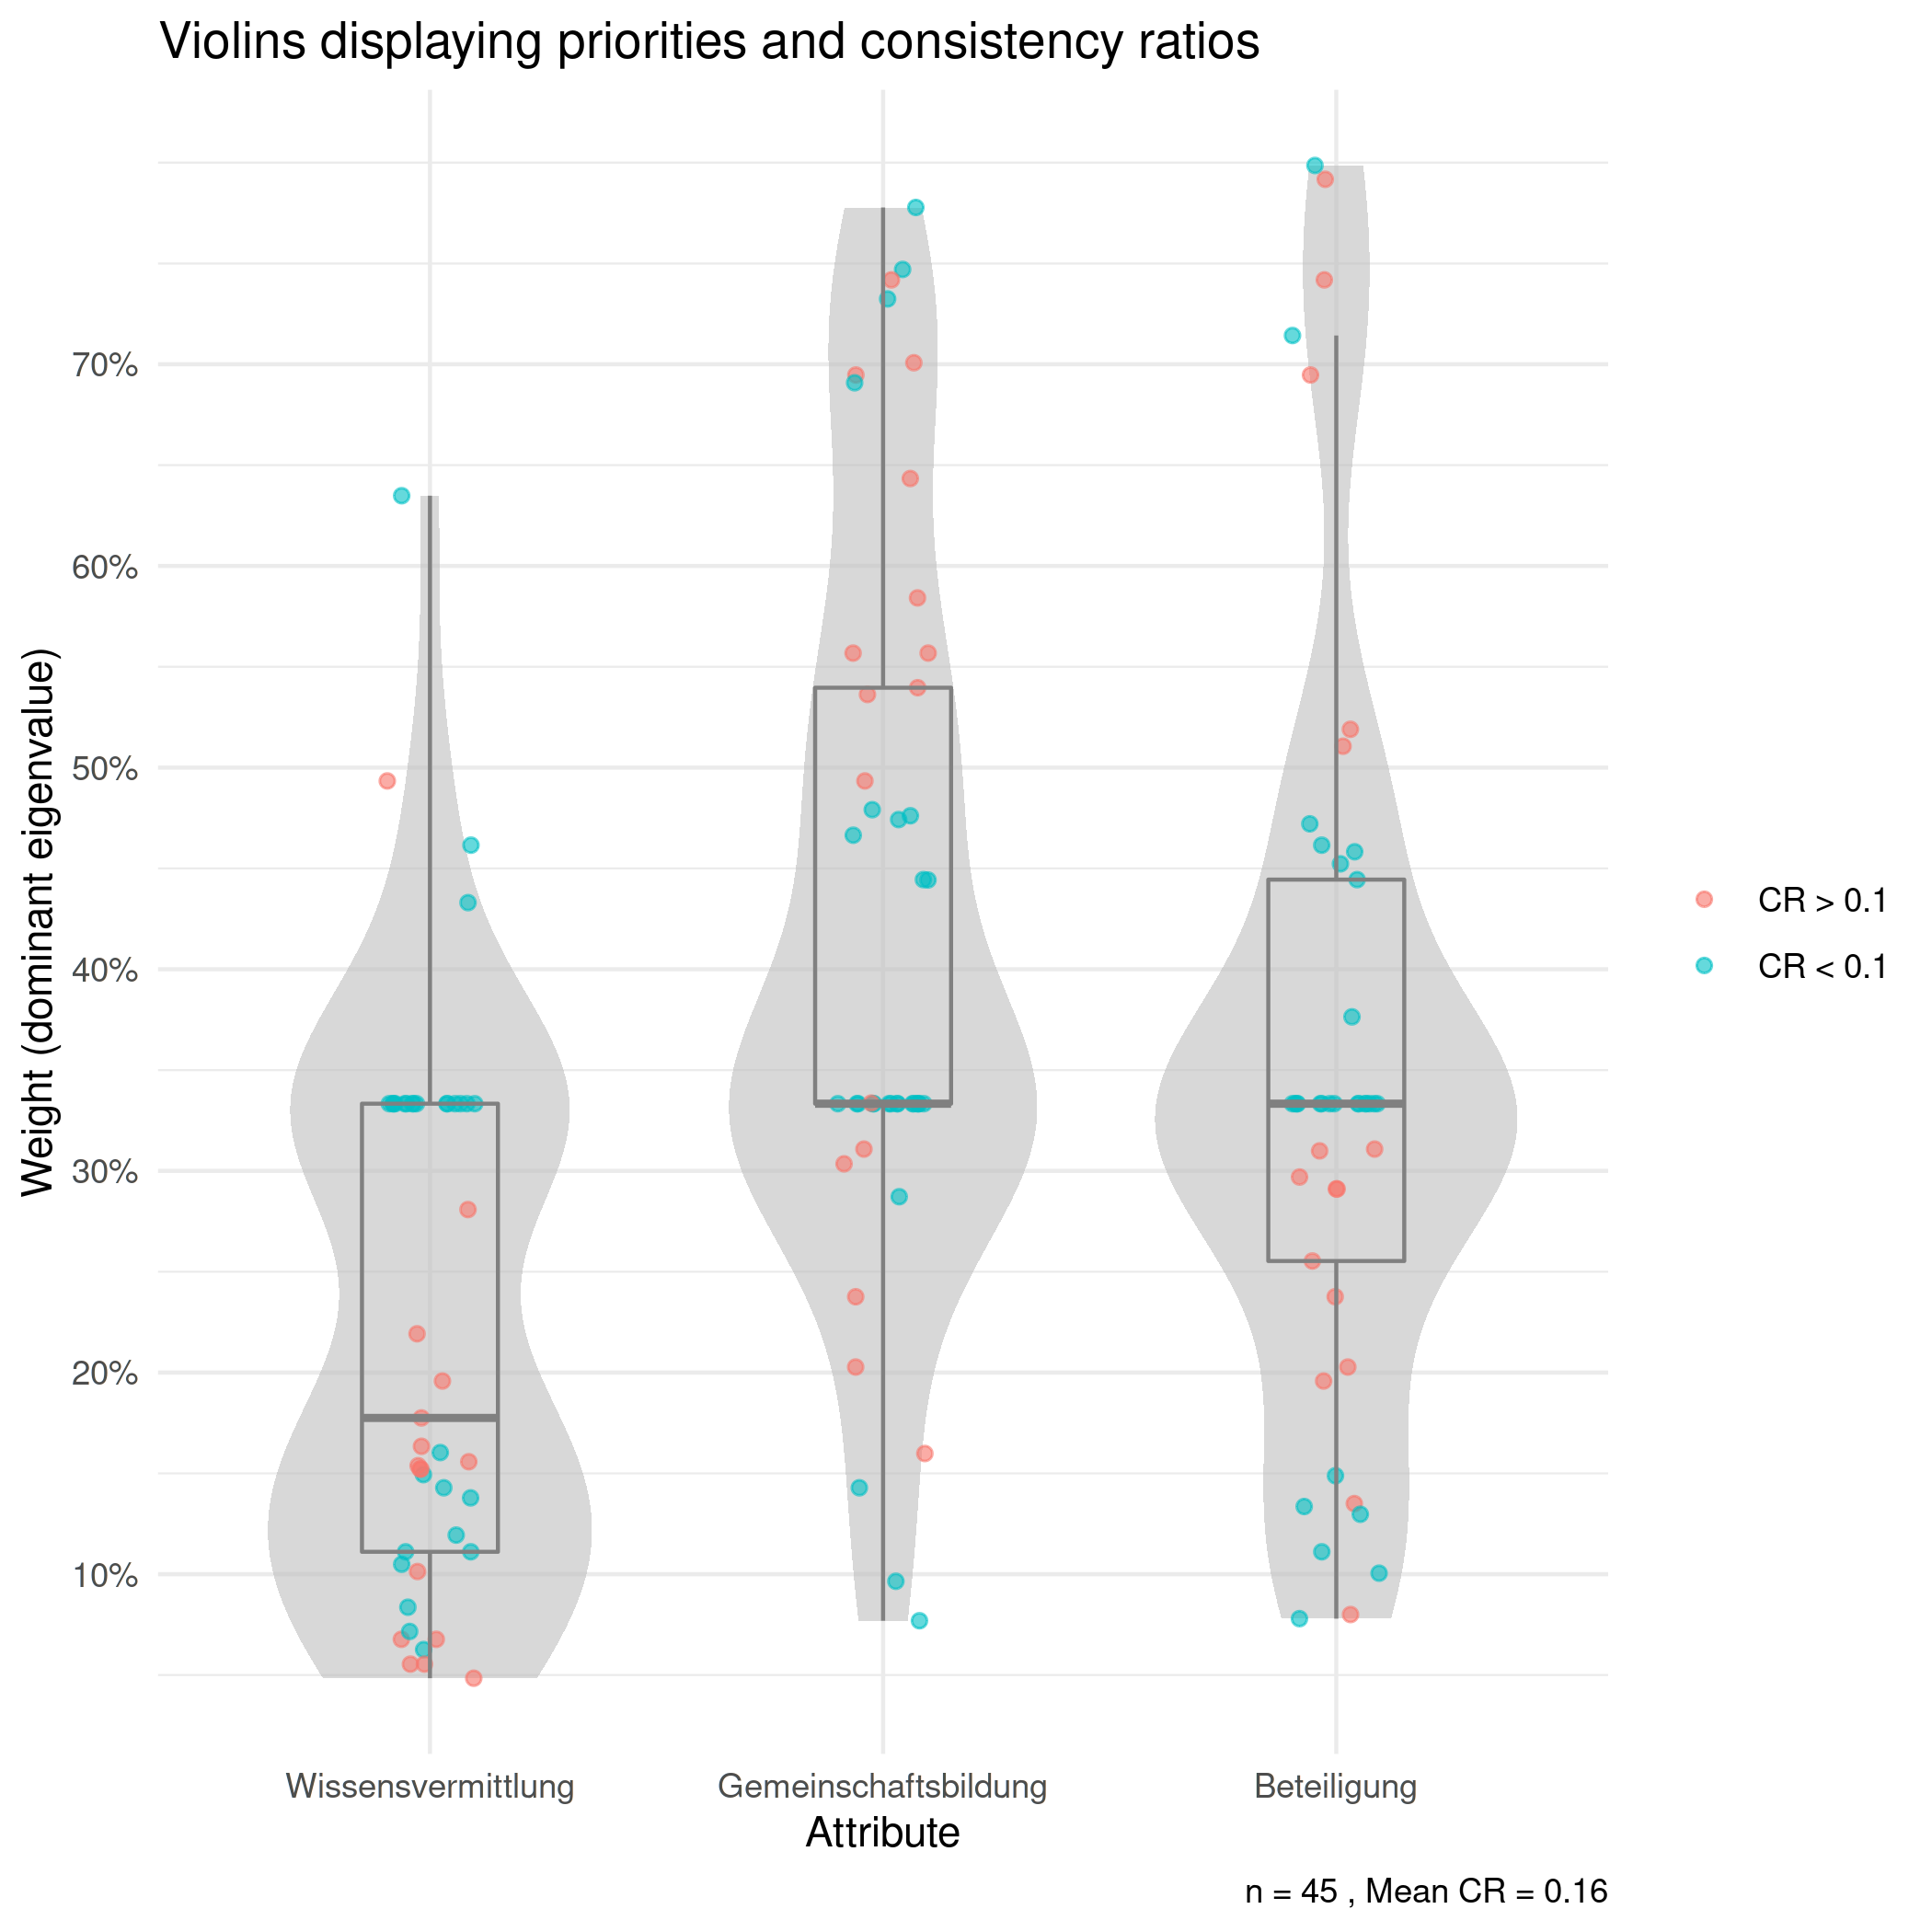 Violins displaying priorities and consistency ratios
Weight (dominant eigenvalue)
70%
60%
50%
40%
30%
20%
10%
CR > 0.1
CR < 0.1
Wissensvermittlung
Gemeinschaftsbildung
Beteiligung
Attribute
n = 45 , Mean CR = 0.16